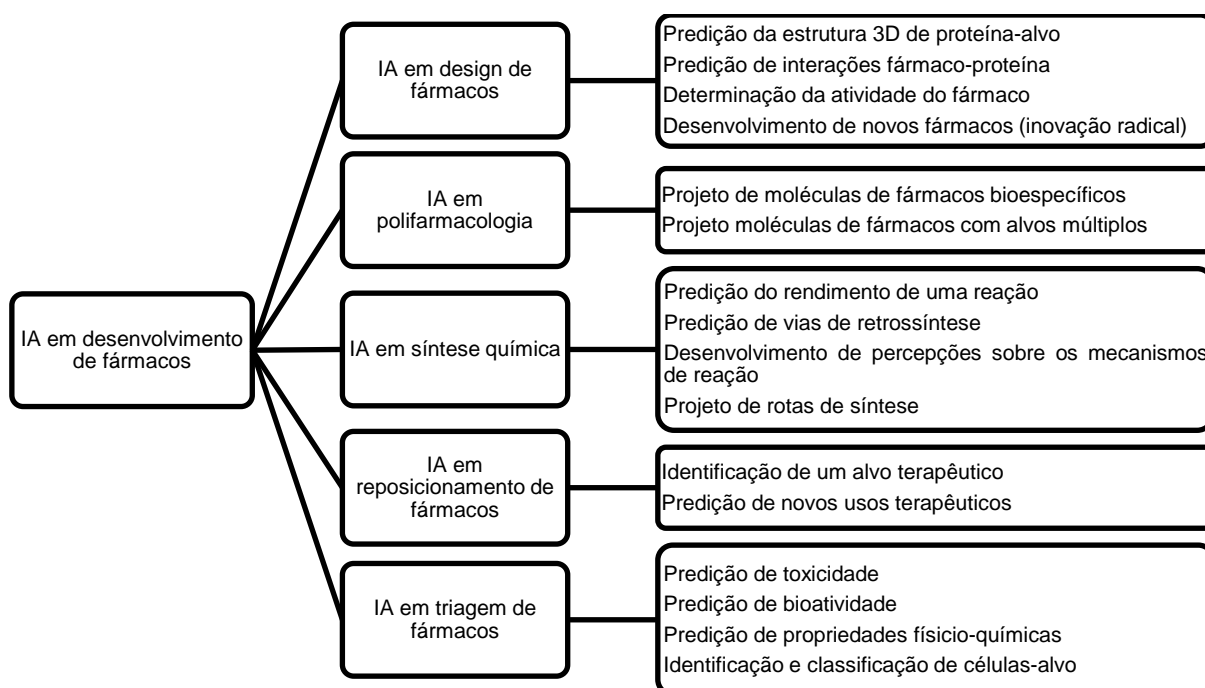 IA em desenvolvimento
de fármacos
IA em design de
fármacos
Predição da estrutura 3D de proteína-alvo
Predição de interações fármaco-proteína
Determinação da atividade do fármaco
Desenvolvimento de novos fármacos (inovação radical)
IA em
polifarmacologia
Projeto de moléculas de fármacos bioespecíficos
Projeto moléculas de fármacos com alvos múltiplos
IA em síntese química
Predição do rendimento de uma reação
Predição de vias de retrossíntese
Desenvolvimento de percepções sobre os mecanismos
de reação
Projeto de rotas de síntese
IA em
reposicionamento de
fármacos
Identificação de um alvo terapêutico
Predição de novos usos terapêuticos
IA em triagem de
fármacos
Predição de toxicidade
Predição de bioatividade
Predição de propriedades físicio-químicas
Identificação e classificação de células-alvo